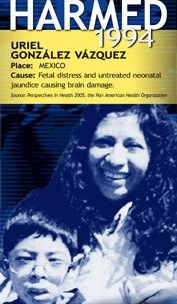 HARMED
1994
URIEL
GONZÁLEZ VÁZQUEZ
Place: MEXICO
Cause: Fetal distress and untreated neonatal
jaundice causing brain damage.
Source: Perspectives in Health 2005, the Pan American Health Organization